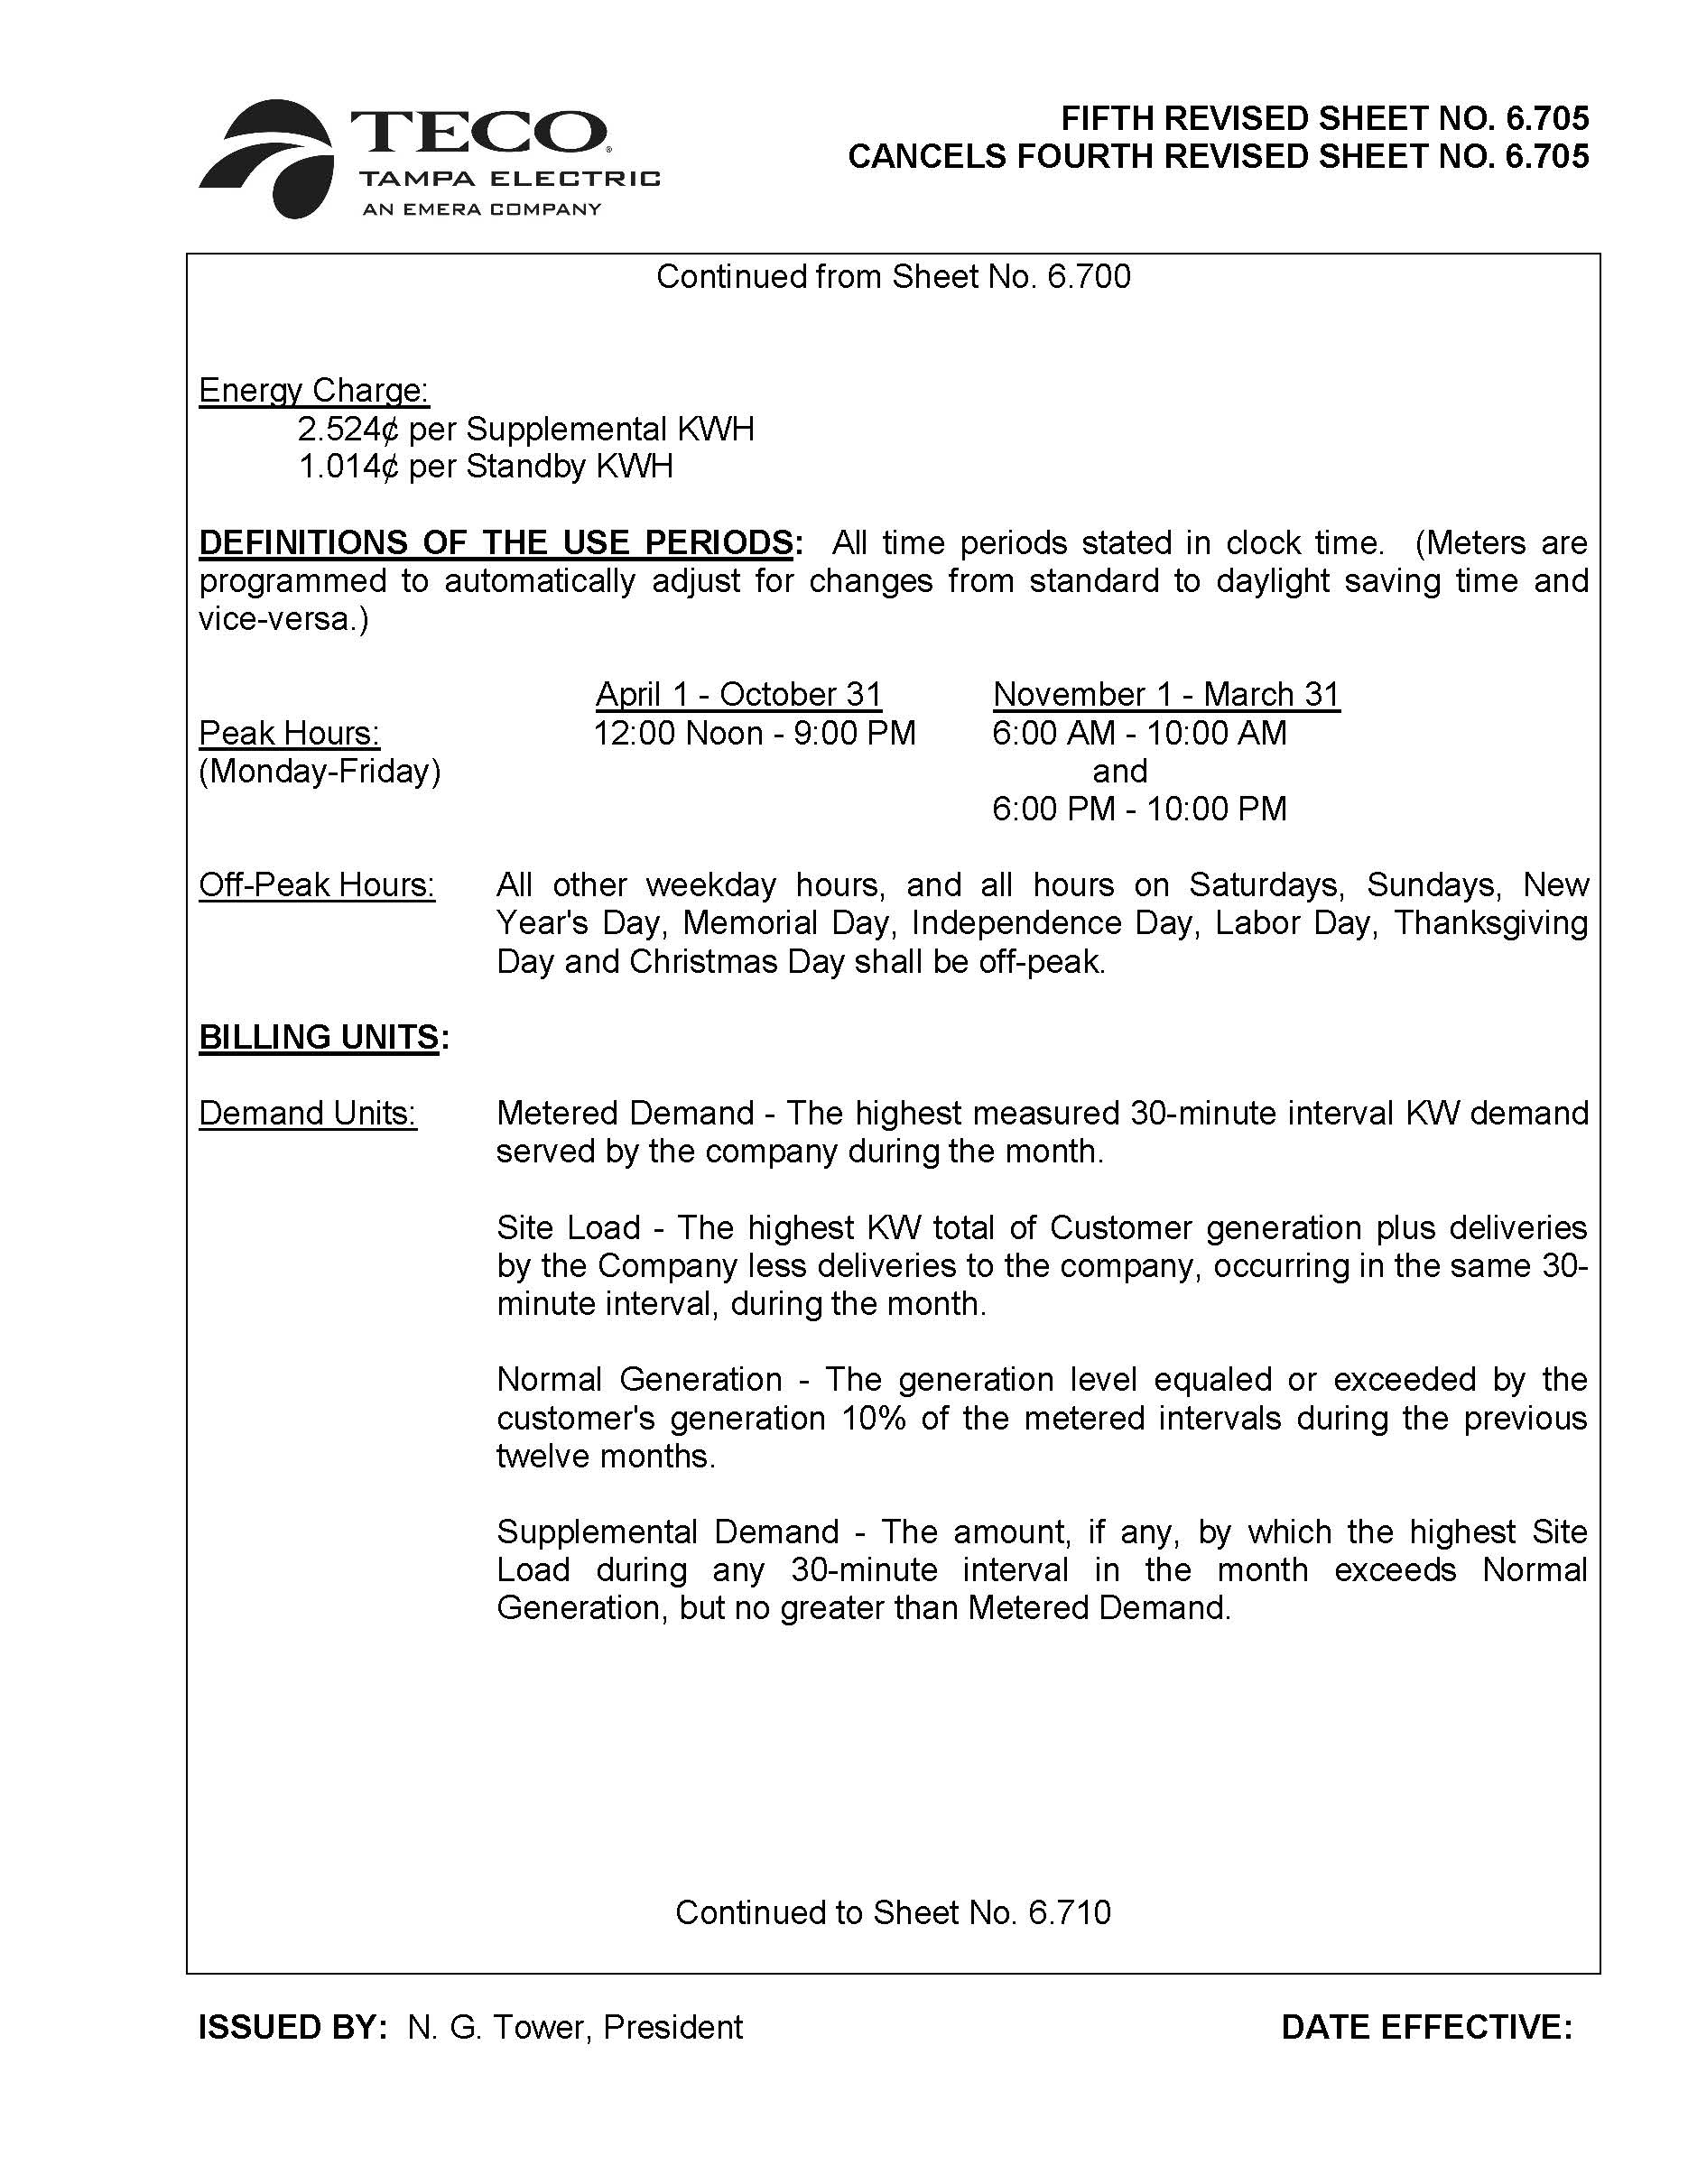 TECO®
TAMPA ELECTRIC
AN EMERA COMPANY
FIFTH REVISED SHEET NO. 6.705
CANCELS FOURTH REVISED SHEET NO. 6.705
Continued from Sheet No. 6.700
Energy Charge:
2.524¢ per Supplemental KWH
1.014¢ per Standby KWH
DEFINITIONS OF THE USE PERIODS: All time periods stated in clock time. (Meters are
programmed to automatically adjust for changes from standard to daylight saving time and
vice-versa.)
April 1 - October 31 November 1 - March 31
Peak Hours: 12:00 Noon - 9:00 PM 6:00 AM - 10:00 AM
(Monday-Friday) and
6:00 PM - 10:00 PM
Off-Peak Hours: All other weekday hours, and all hours on Saturdays, Sundays, New
Year's Day, Memorial Day, Independence Day, Labor Day, Thanksgiving
Day and Christmas Day shall be off-peak.
BILLING UNITS:
Demand Units: Metered Demand - The highest measured 30-minute interval KW demand
served by the company during the month.
Site Load - The highest KW total of Customer generation plus deliveries
by the Company less deliveries to the company, occurring in the same 30-
minute interval, during the month.
Normal Generation - The generation level equaled or exceeded by the
customer's generation 10% of the metered intervals during the previous
twelve months.
Supplemental Demand - The amount, if any, by which the highest Site
Load during any 30-minute interval in the month exceeds Normal
Generation, but no greater than Metered Demand.
Continued to Sheet No. 6.710
ISSUED BY: N. G. Tower, President DATE EFFECTIVE: